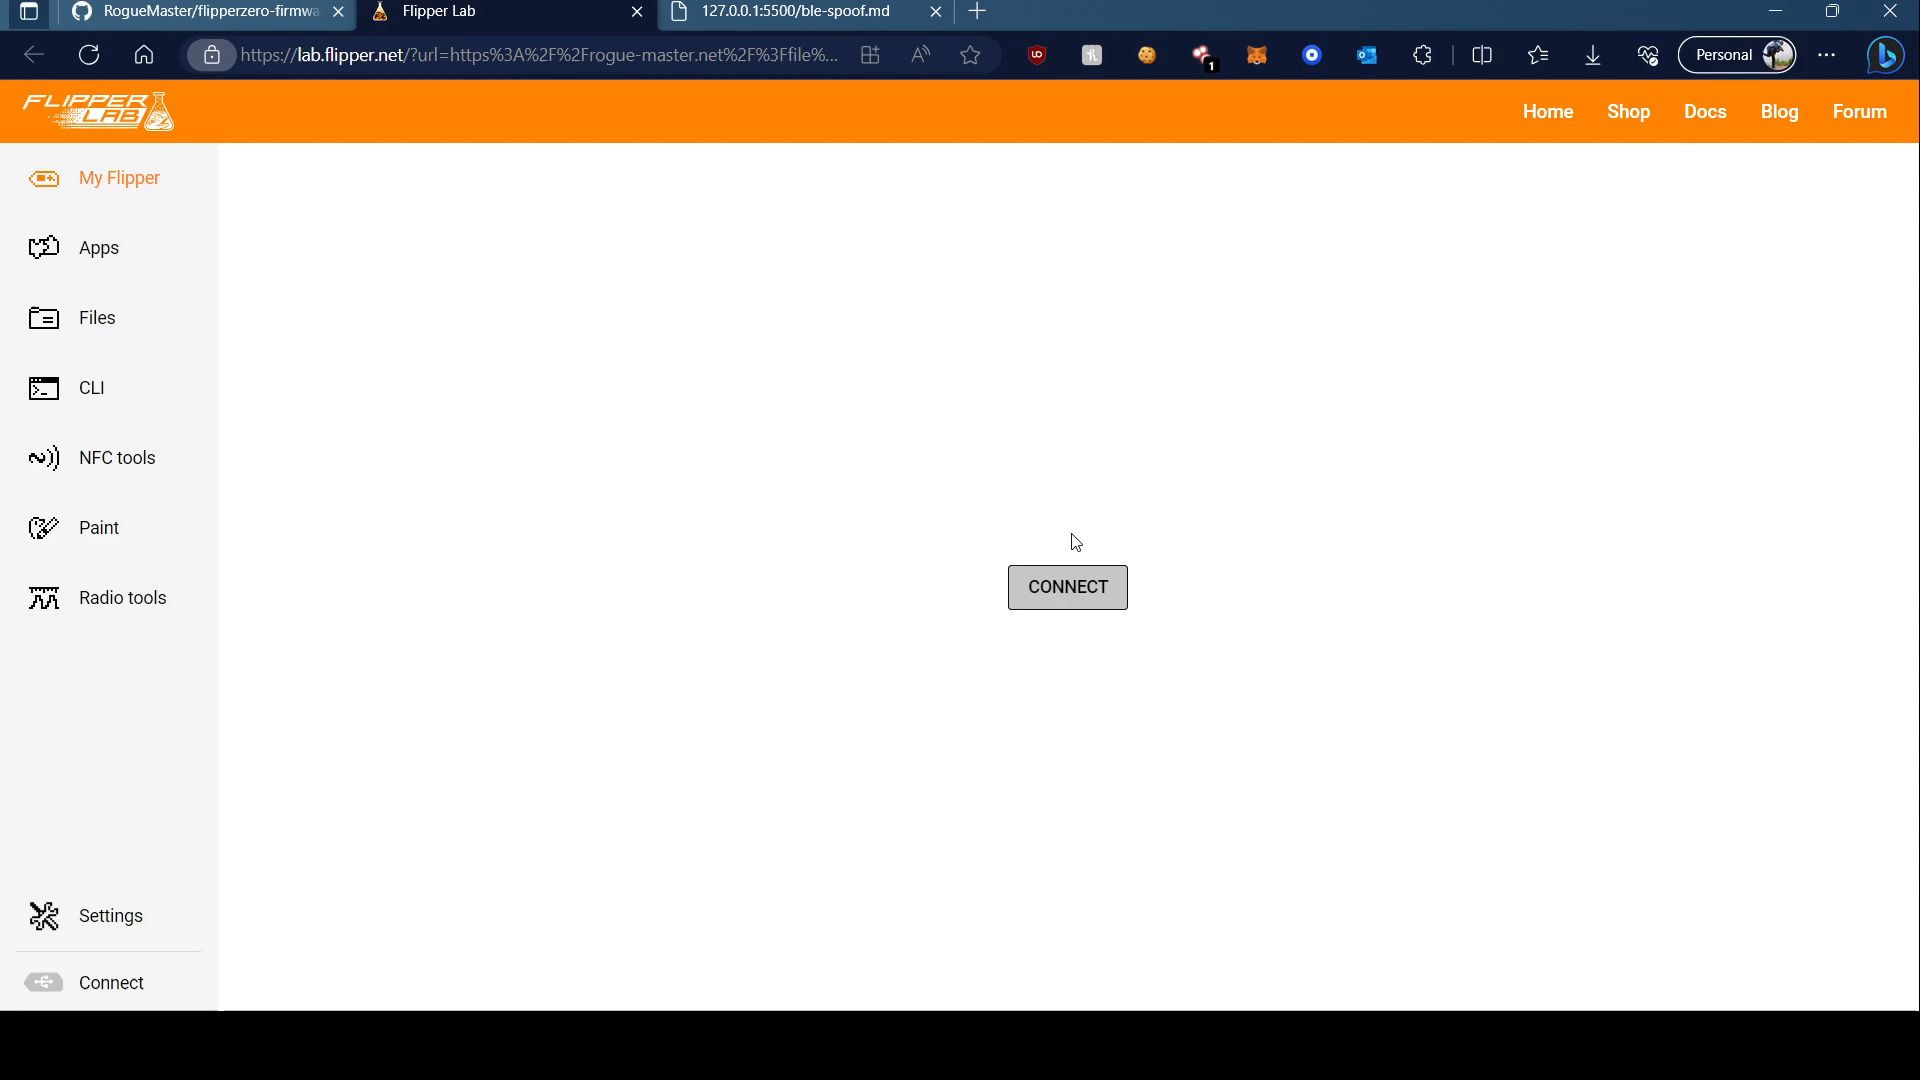 RogueMaster/flipperzero-firmwa
Flipper Lab
127.0.0.1:5500/ble-spoof.md
https://lab.flipper.net/?url=https%3A%2F%2Frogue-master.net%2F%3Ffile%...
1
Personal
FLIPPER
LAB
Home
Shop
Docs
Blog
Forum
My Flipper
Apps
Files
CLI
NFC tools
Paint
Radio tools
CONNECT
Settings
Connect